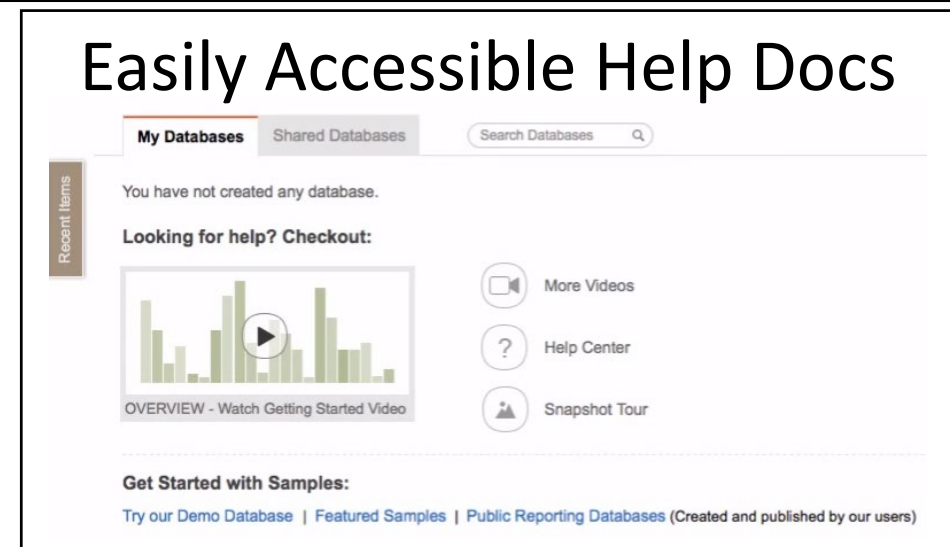 Easily Accessible Help Docs
My Databases Shared Databases Search Databases
Recent Items
You have not created any database.
Looking for help? Checkout:
More Videos
Help Center
OVERVIEW - Watch Getting Started Video
Snapshot Tour
Get Started with Samples:
Try our Demo Database | Featured Samples | Public Reporting Databases (Created and published by our users)